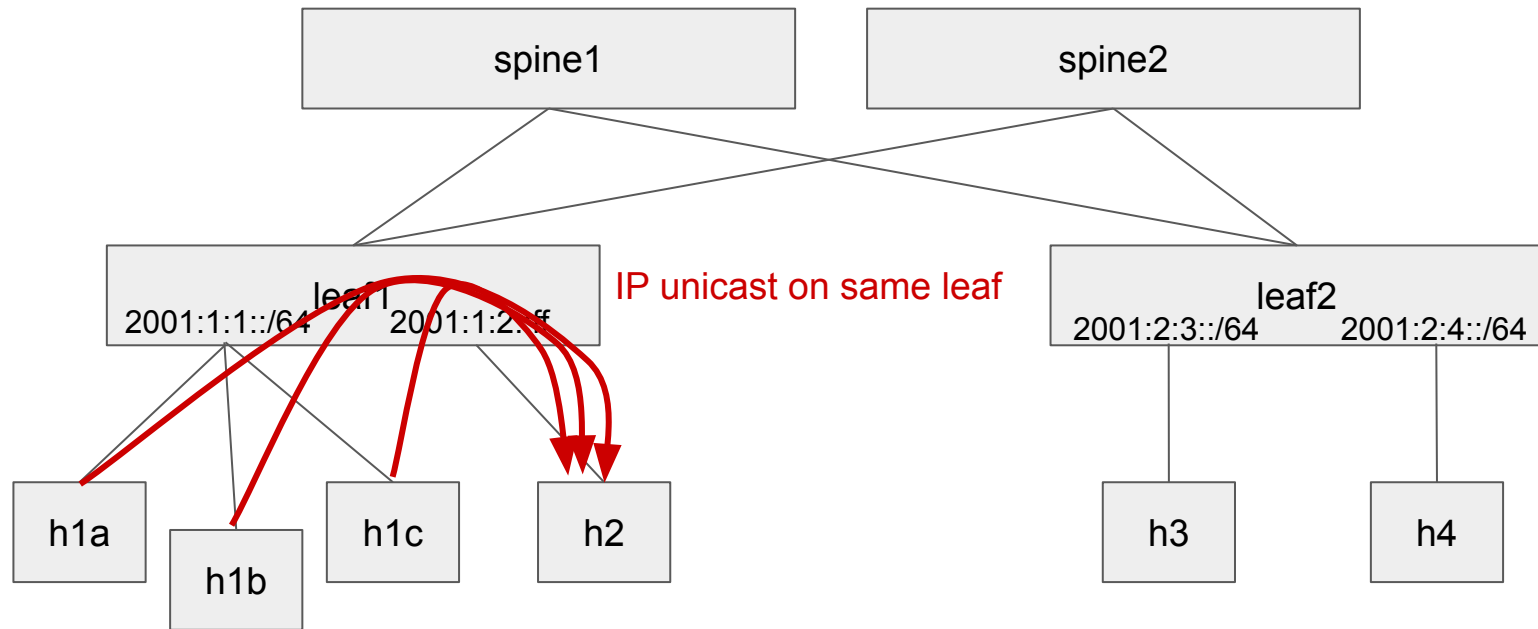 spine1
spine2
leaf1
IP unicast on same leaf
leaf2
2001:1:1::/64
2001:1:2::ff
2001:2:3::/64
2001:2:4::/64
h1a
h1b
h1c
h2
h3
h4